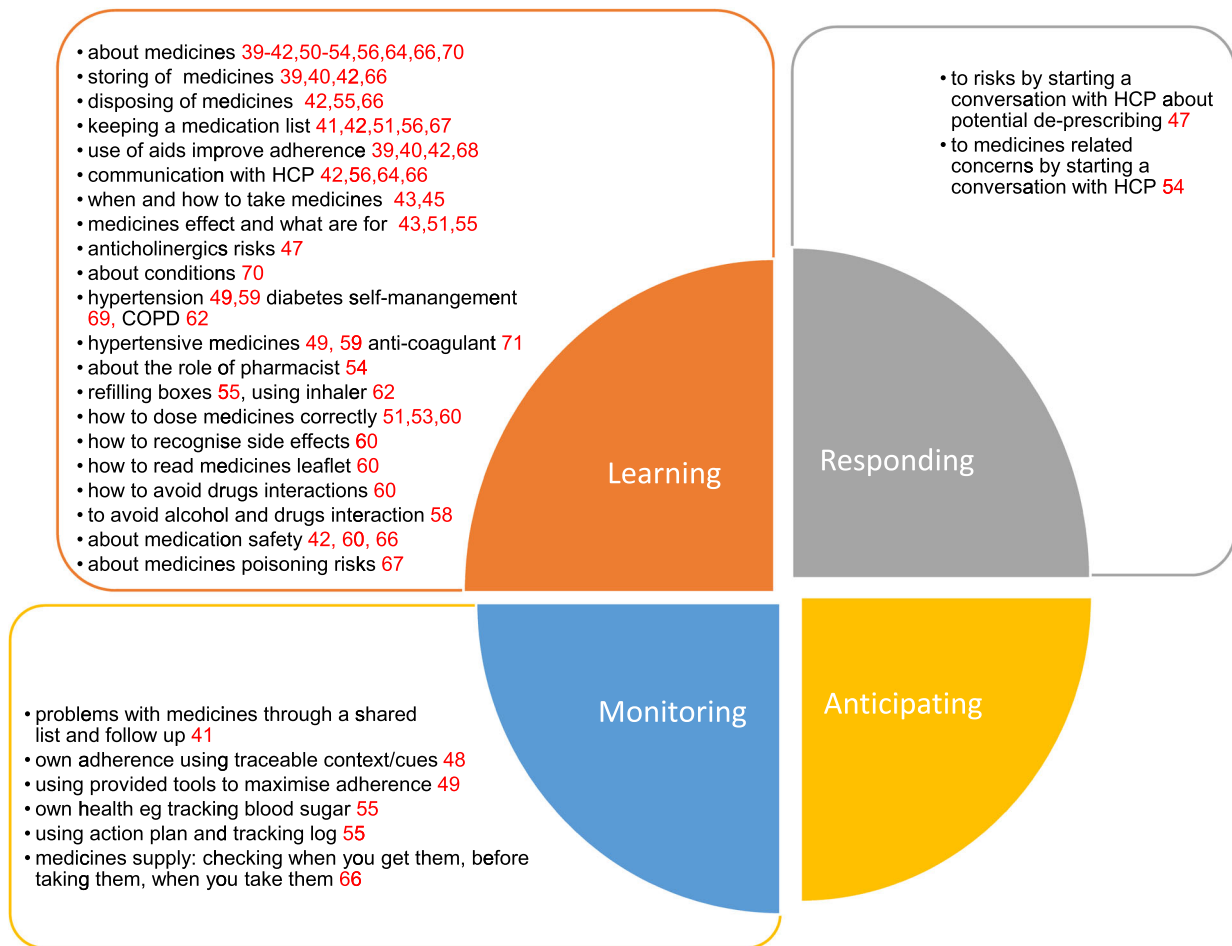 • about medicines 39-42,50-54,56,64,66,70
• storing of medicines 39,40,42,66
• disposing of medicines 42,55,66
• keeping a medication list 41,42,51,56,67
• use of aids improve adherence 39,40,42,68
• communication with HCP 42,56,64,66
• when and how to take medicines 43,45
• medicines effect and what are for 43,51,55
• anticholinergics risks 47
• about conditions 70
• hypertension 49,59 diabetes self-manangement
69, COPD 62
• hypertensive medicines 49, 59 anti-coagulant 71
• about the role of pharmacist 54
• refilling boxes 55, using inhaler 62
• how to dose medicines correctly 51,53,60
• how to recognise side effects 60
• how to read medicines leaflet 60
• how to avoid drugs interactions 60
• to avoid alcohol and drugs interaction 58
• about medication safety 42, 60, 66
• about medicines poisoning risks 67
• to risks by starting a
conversation with HCP about
potential de-prescribing 47
• to medicines related
concerns by starting a
conversation with HCP 54
Learning
Responding
Monitoring
Anticipating
• problems with medicines through a shared
list and follow up 41
• own adherence using traceable context/cues 48
• using provided tools to maximise adherence 49
• own health eg tracking blood sugar 55
• using action plan and tracking log 55
• medicines supply: checking when you get them, before
taking them, when you take them 66